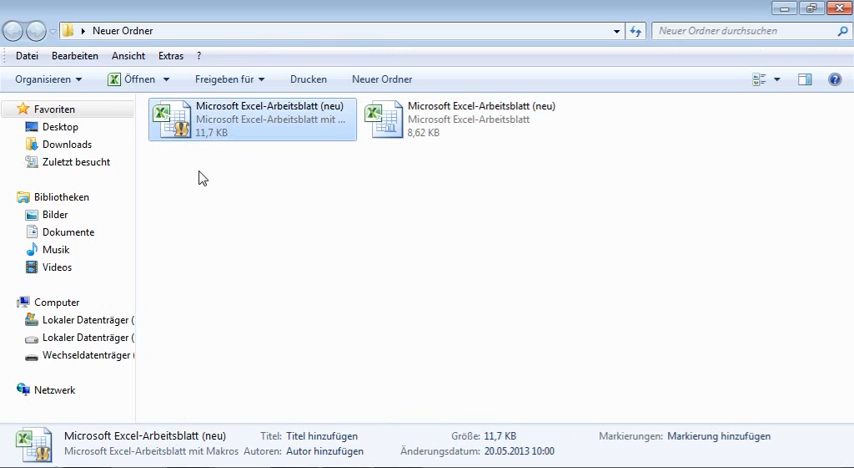 Neuer Ordner
Neuer Ordner durchsuchen
Datei Bearbeiten Ansicht Extras ?
Organisieren Öffnen Freigeben für Drucken Neuer Ordner
Favoriten
Desktop
Downloads
Zuletzt besucht
Bibliotheken
Bilder
Dokumente
Musik
Videos
Computer
Lokaler Datenträger (
Lokaler Datenträger (
Wechseldatenträger
Netzwerk
Microsoft Excel-Arbeitsblatt (neu)
Microsoft Excel-Arbeitsblatt mit ...
11,7 KB
Microsoft Excel-Arbeitsblatt (neu)
Microsoft Excel-Arbeitsblatt
8,62 KB
Microsoft Excel-Arbeitsblatt (neu) Titel: Titel hinzufügen Größe: 11,7 KB Markierungen: Markierung hinzufügen
Microsoft Excel-Arbeitsblatt mit Makros Autoren: Autor hinzufügen Änderungsdatum: 20.05.2013 10:00